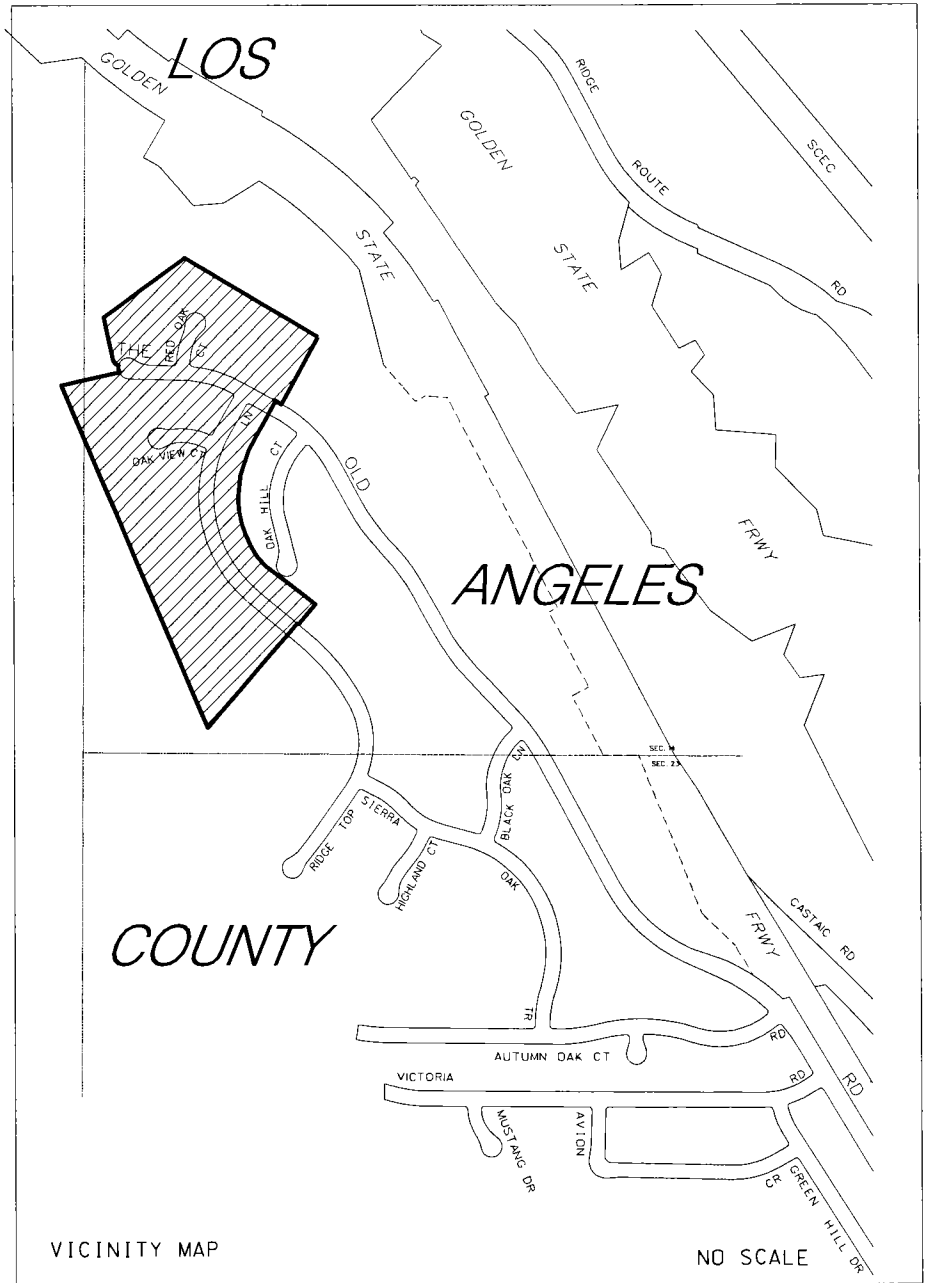 LOS
GOLDEN
STATE
GOLDEN
STATE
FRWY
RIDGE
ROUTE
RD
SCEC
THE
RED OAK
CT
OAK VIEW CT
LN
OAK HILL
CT
OLD
ANGELES
SEC. 14
SEC. 23
BLACK OAK
LN
SIERRA
OAK
TR
RIDGE TOP
HIGHLAND CT
COUNTY
FRWY
CASTAIC RD
RD
AUTUMN OAK CT
RD
VICTORIA
RD
MUSTANG DR
AVION
CR
GREEN HILL DR
VICINITY MAP
NO SCALE